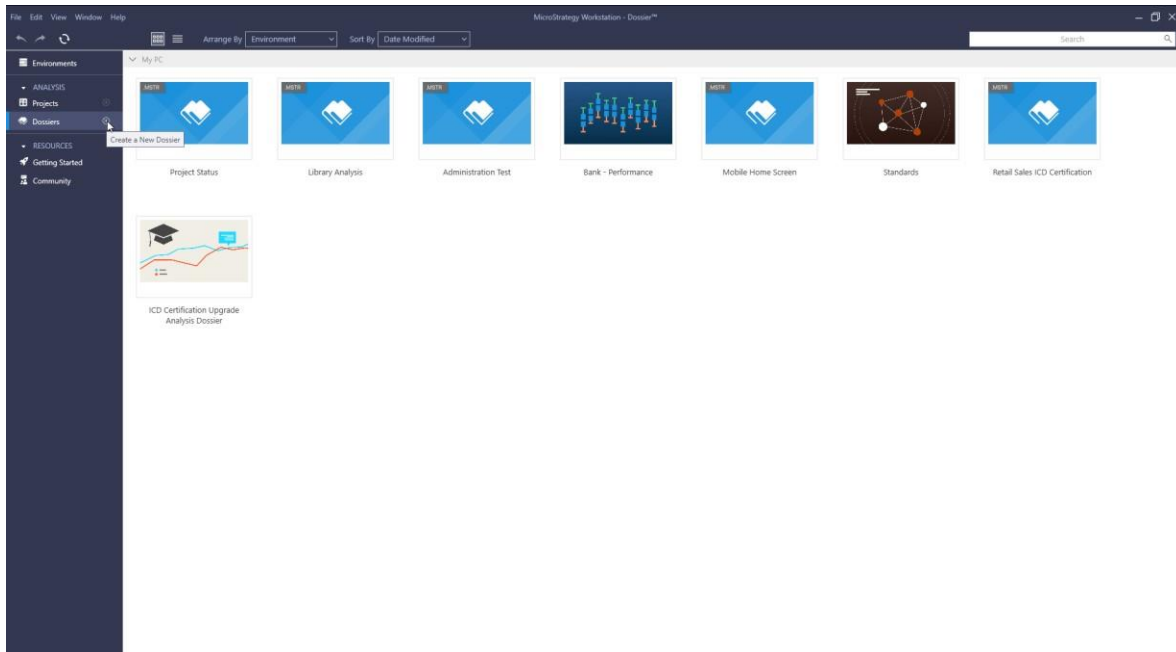 File Edit View Window Help
MicroStrategy Workstation - Dossier™
Arrange By Environment Sort By Date Modified
Search
Environments
ANALYSIS
Projects
Dossiers
Create a New Dossier
RESOURCES
Getting Started
Community
My PC
MSTR
Project Status
MSTR
Library Analysis
MSTR
Administration Test
Bank - Performance
MSTR
Mobile Home Screen
Standards
MSTR
Retail Sales ICD Certification
ICD Certification Upgrade
Analysis Dossier